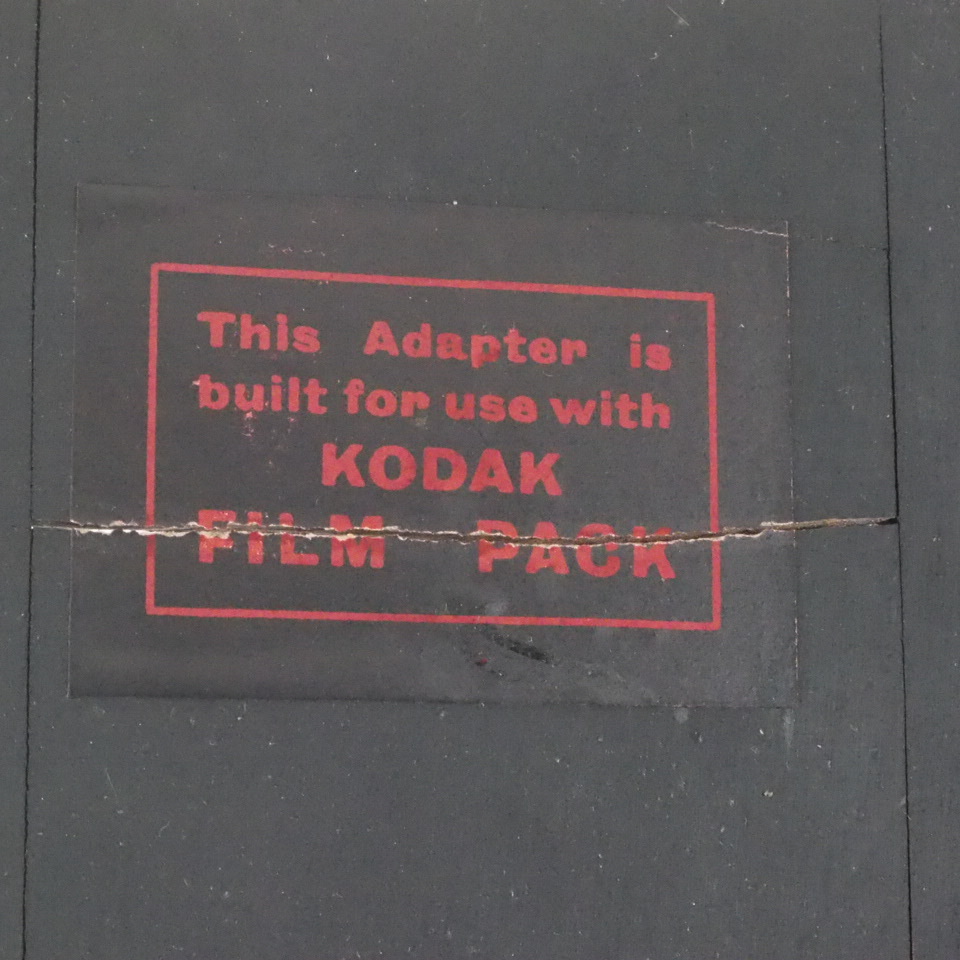 This Adapter is
built for use with
KODAK
FILM PACK